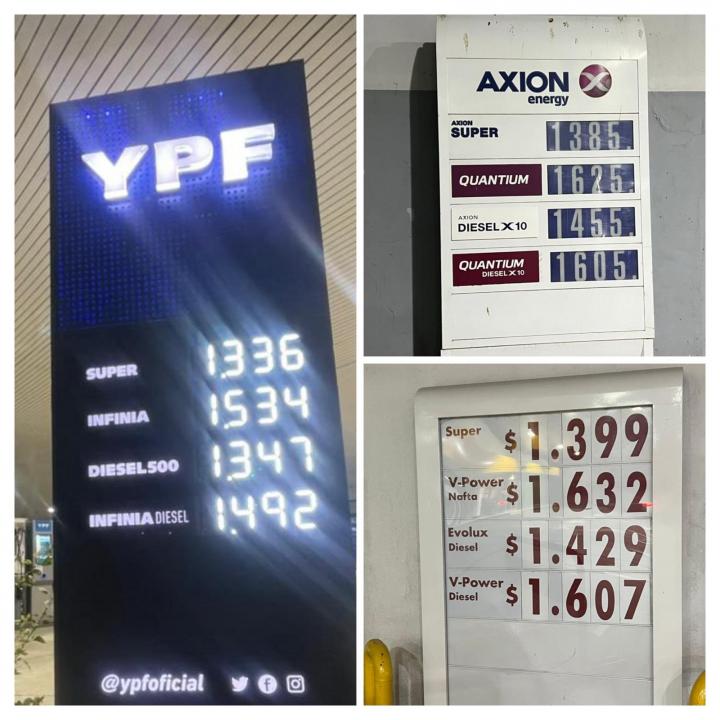 YPF
SUPER 1.336
INFINIA 1.534
DIESEL500 1.347
INFINIA DIESEL 1.492
@ypfoficial
AXION
energy
AXION
SUPER 1385.
QUANTIUM 1625.
AXION
DIESEL X10 1455.
QUANTIUM
DIESEL X10 1605.
Super $ 1.399
V-Power
Nafta $ 1.632
Evolux
Diesel $ 1.429
V-Power
Diesel $ 1.607
YPF